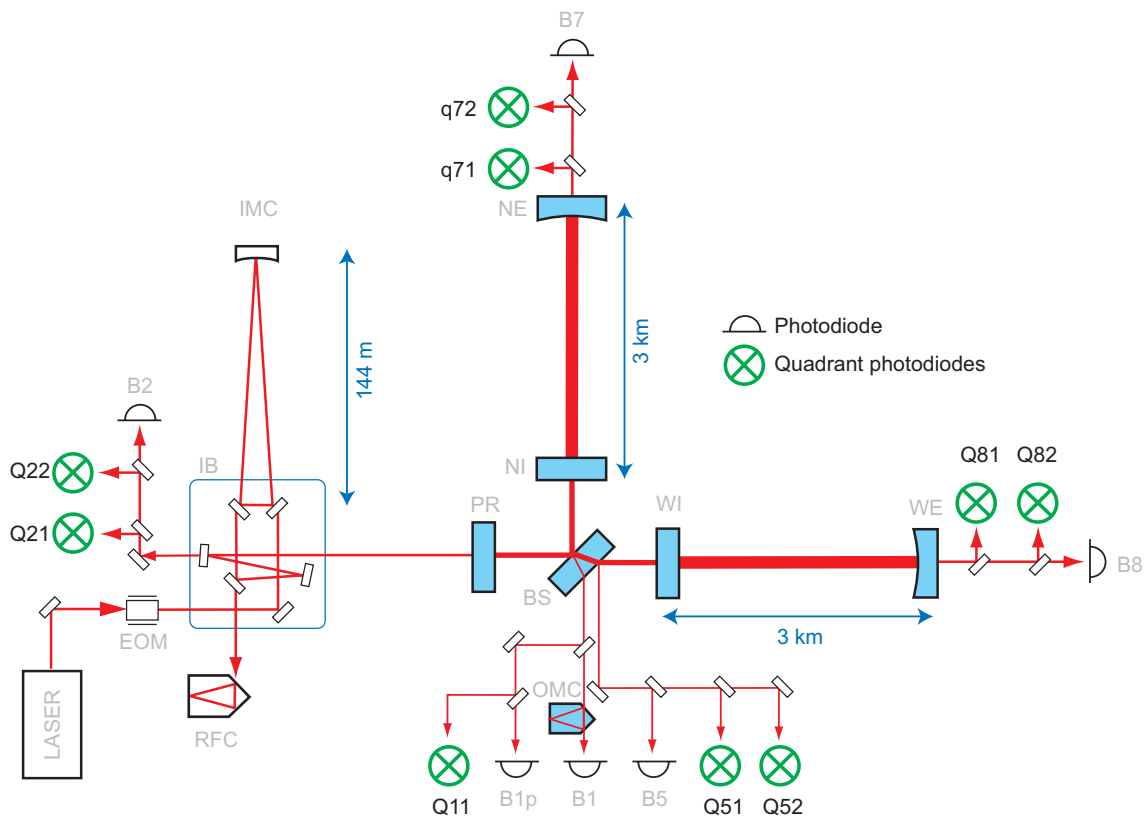 B7
q72
q71
NE
IMC
3 km
144 m
Photodiode
Quadrant photodiodes
B2
Q22
Q21
IB
NI
PR
WI
Q81
Q82
WE
B8
BS
3 km
EOM
LASER
RFC
OMC
Q11
B1p
B1
B5
Q51
Q52